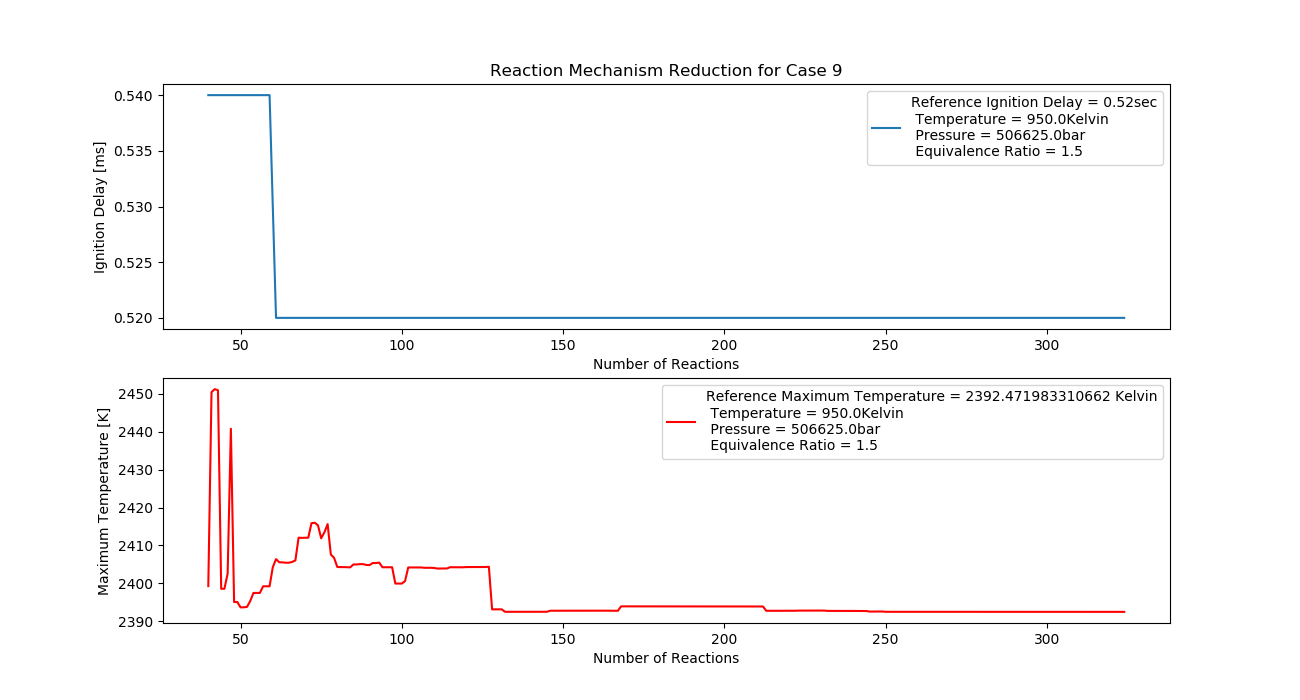 Reaction Mechanism Reduction for Case 9
Reference Ignition Delay = 0.52sec
Temperature = 950.0Kelvin
Pressure = 506625.0bar
Equivalence Ratio = 1.5
Ignition Delay [ms]
0.540
0.535
0.530
0.525
0.520
50 100 150 200 250 300
Number of Reactions
Reference Maximum Temperature = 2392.471983310662 Kelvin
Temperature = 950.0Kelvin
Pressure = 506625.0bar
Equivalence Ratio = 1.5
Maximum Temperature [K]
2450
2440
2430
2420
2410
2400
2390
50 100 150 200 250 300
Number of Reactions